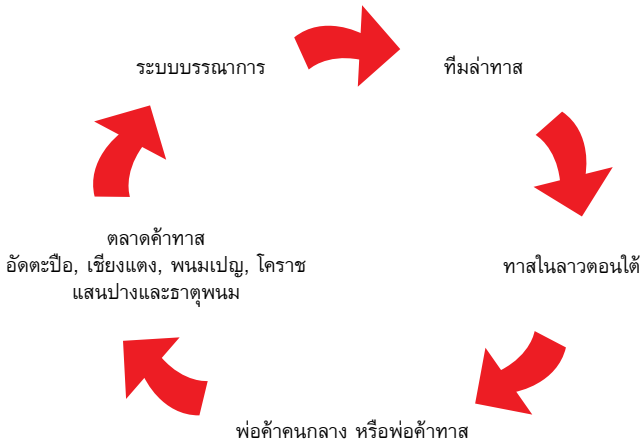 ระบบบรรณาการ
ทีมล่าทาส
ทาสในลาวตอนใต้
พ่อค้าคนกลาง หรือพ่อค้าทาส
ตลาดค้าทาส
อัตตะปือ, เชียงแตง, พนมเปญ, โคราช
แสนปางและธาตุพนม